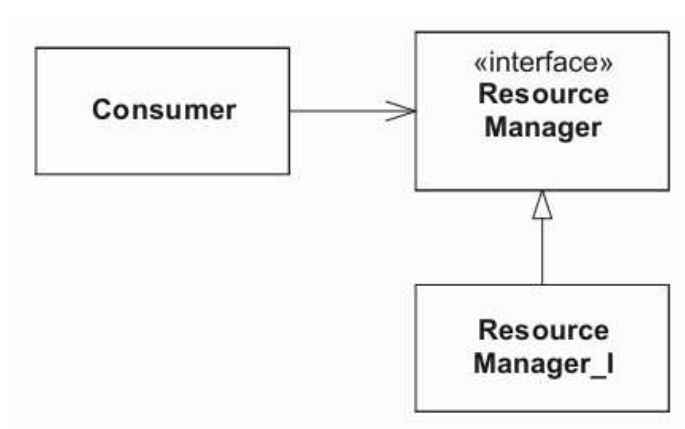 Consumer
«interface»
Resource
Manager
Resource
Manager_I